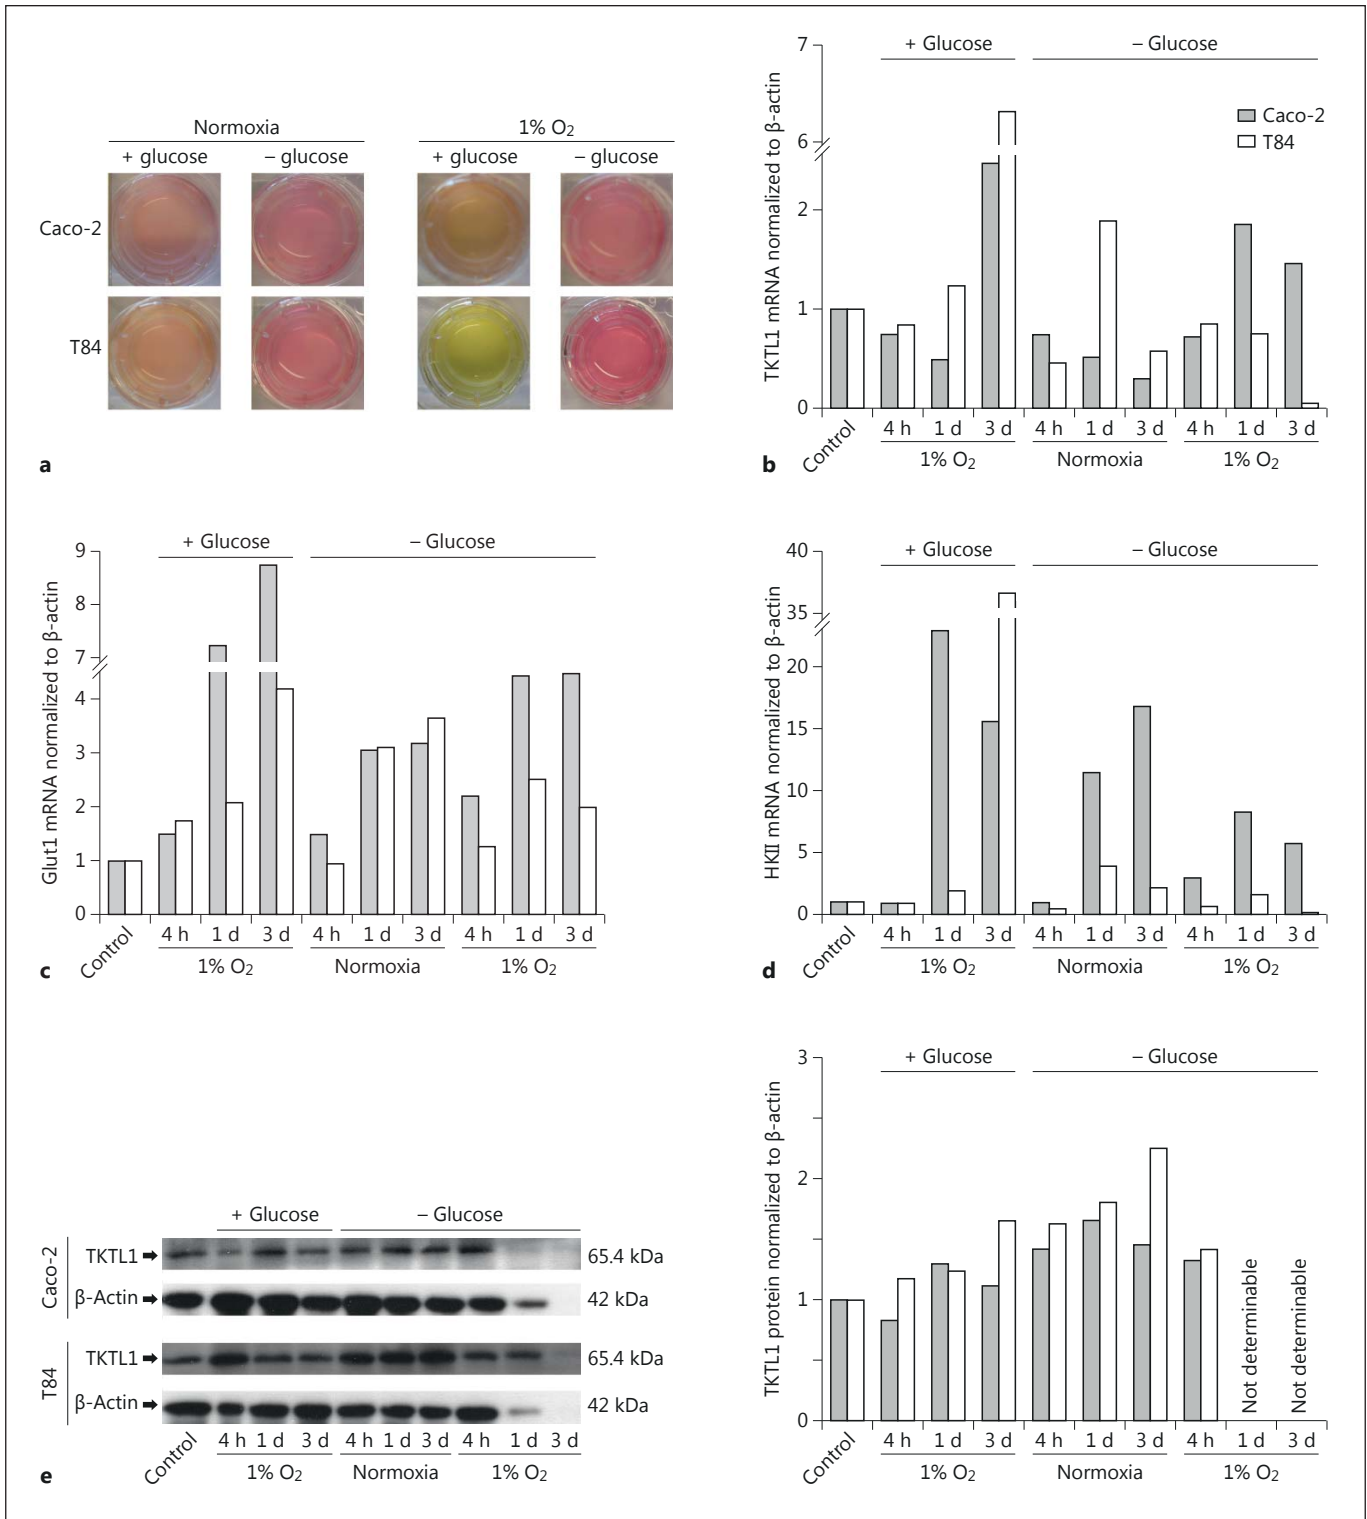 Normoxia 1% O2
+ glucose – glucose + glucose – glucose
Caco-2
T84
a
TKTL1 mRNA normalized to β-actin
7
6
2
1
0
+ Glucose – Glucose
Caco-2
T84
Control 4 h 1 d 3 d 4 h 1 d 3 d 4 h 1 d 3 d
1% O2 Normoxia 1% O2
b
Glut1 mRNA normalized to β-actin
9
8
7
4
3
2
1
0
+ Glucose – Glucose
Control 4 h 1 d 3 d 4 h 1 d 3 d 4 h 1 d 3 d
1% O2 Normoxia 1% O2
c
HKII mRNA normalized to β-actin
40
35
20
15
10
5
0
+ Glucose – Glucose
Control 4 h 1 d 3 d 4 h 1 d 3 d 4 h 1 d 3 d
1% O2 Normoxia 1% O2
d
+ Glucose – Glucose
Caco-2
TKTL1 65.4 kDa
β-Actin 42 kDa
T84
TKTL1 65.4 kDa
β-Actin 42 kDa
Control 4 h 1 d 3 d 4 h 1 d 3 d 4 h 1 d 3 d
1% O2 Normoxia 1% O2
e
TKTL1 protein normalized to β-actin
3
2
1
0
+ Glucose – Glucose
Not determinable
Not determinable
Control 4 h 1 d 3 d 4 h 1 d 3 d 4 h 1 d 3 d
1% O2 Normoxia 1% O2